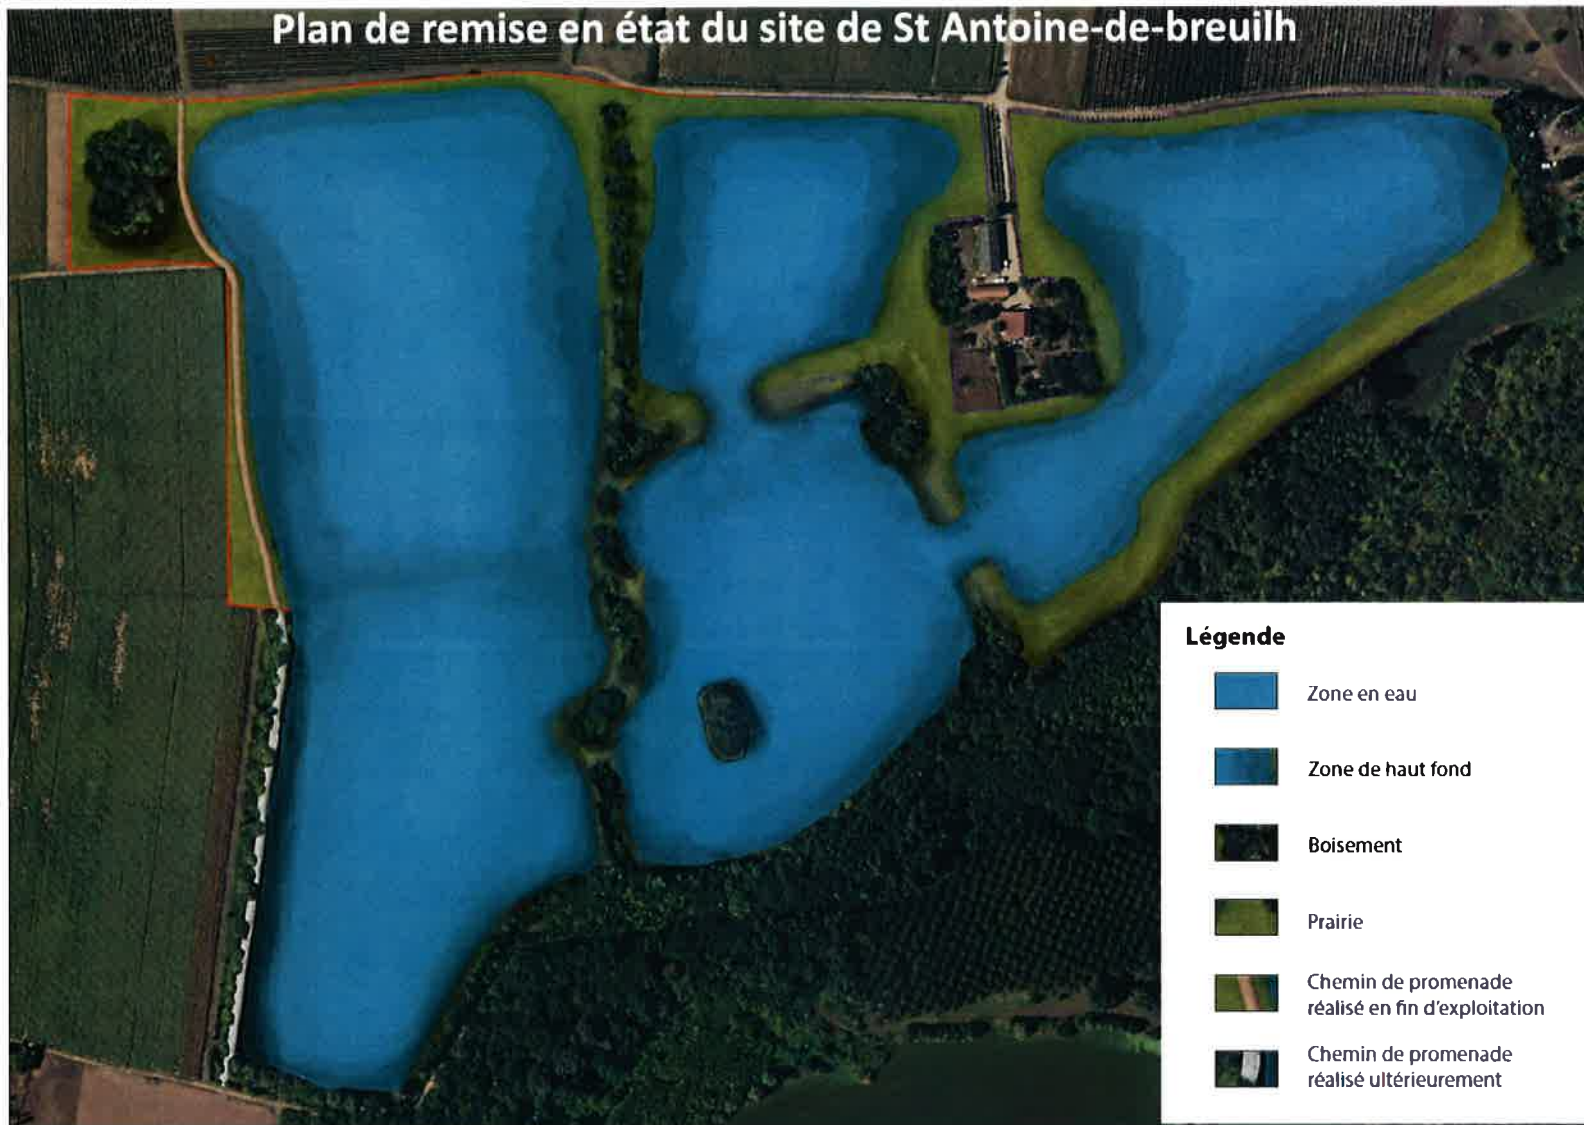 Plan de remise en état du site de St Antoine-de-breuilh
Légende
Zone en eau
Zone de haut fond
Boisement
Prairie
Chemin de promenade
réalisé en fin d'exploitation
Chemin de promenade
réalisé ultérieurement